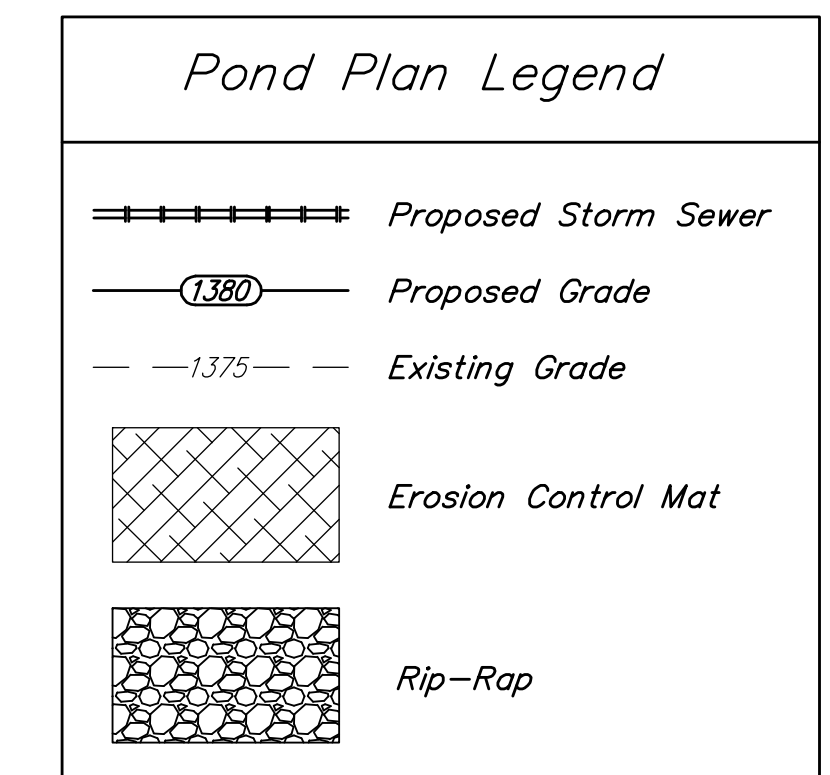 Pond Plan Legend
Proposed Storm Sewer
1380 Proposed Grade
1375 Existing Grade
Erosion Control Mat
Rip-Rap